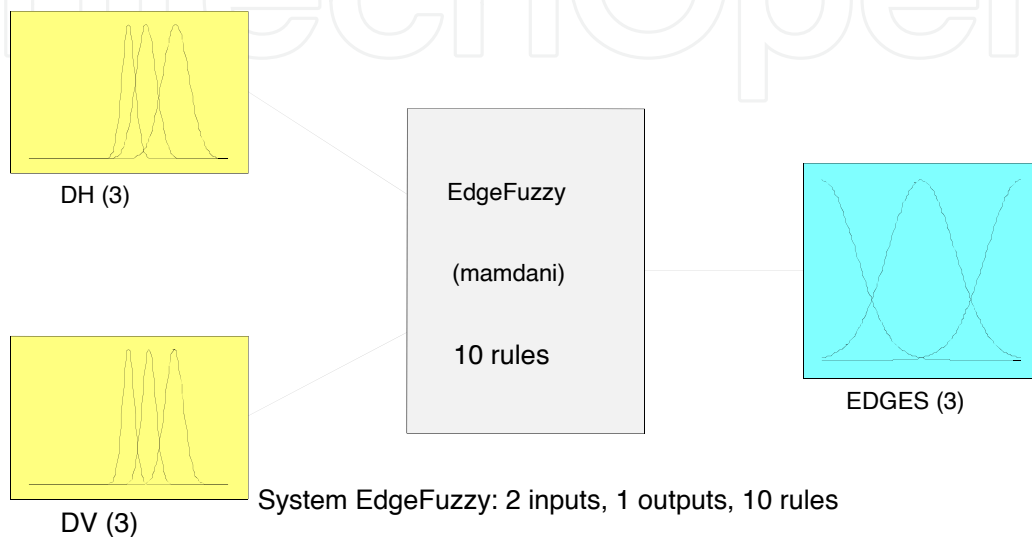 DH (3)
EdgeFuzzy
(mamdani)
10 rules
EDGES (3)
DV (3)
System EdgeFuzzy: 2 inputs, 1 outputs, 10 rules